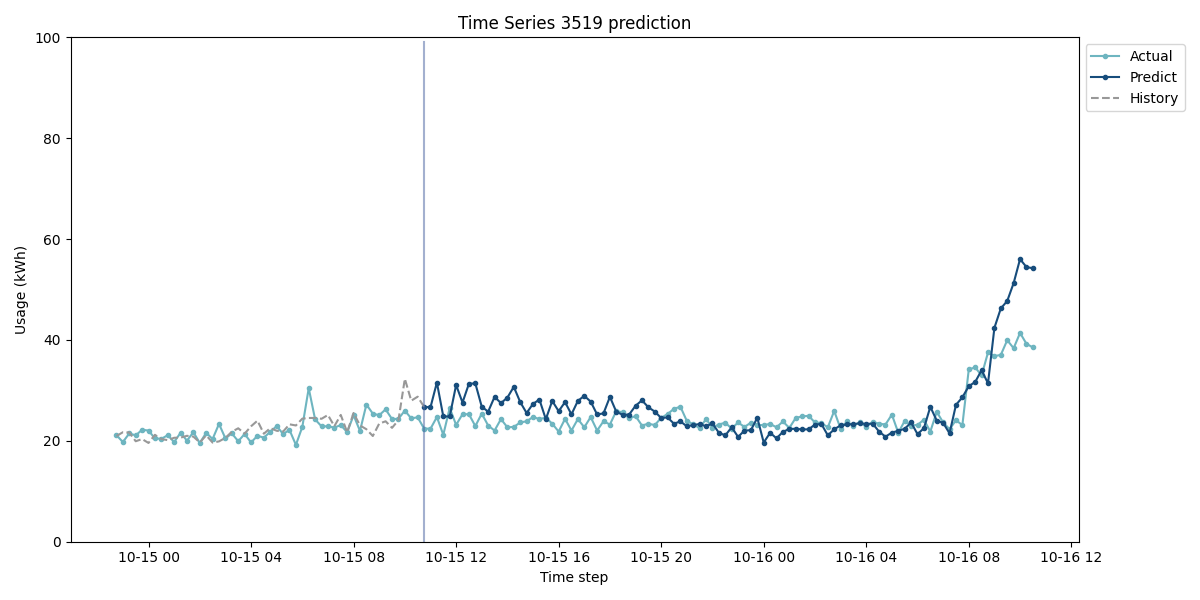 Time Series 3519 prediction
100
80
60
40
20
0
Usage (kWh)
10-15 00
10-15 04
10-15 08
10-15 12
10-15 16
10-15 20
10-16 00
10-16 04
10-16 08
10-16 12
Time step
Actual
Predict
History